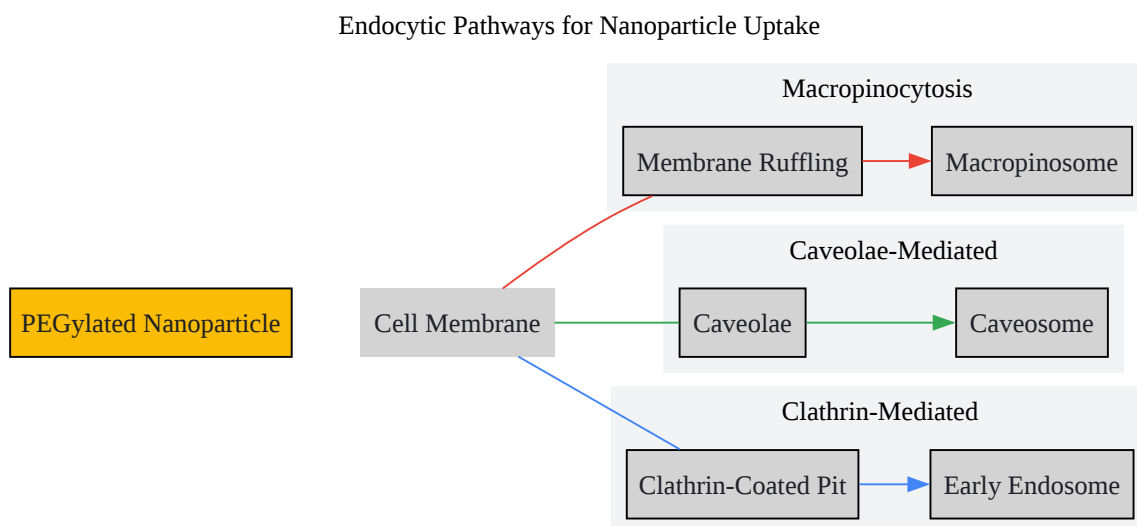 Endocytic Pathways for Nanoparticle Uptake
Macropinocytosis
Membrane Ruffling
Macropinosome
Caveolae-Mediated
PEGylated Nanoparticle
Cell Membrane
Caveolae
Caveosome
Clathrin-Mediated
Clathrin-Coated Pit
Early Endosome